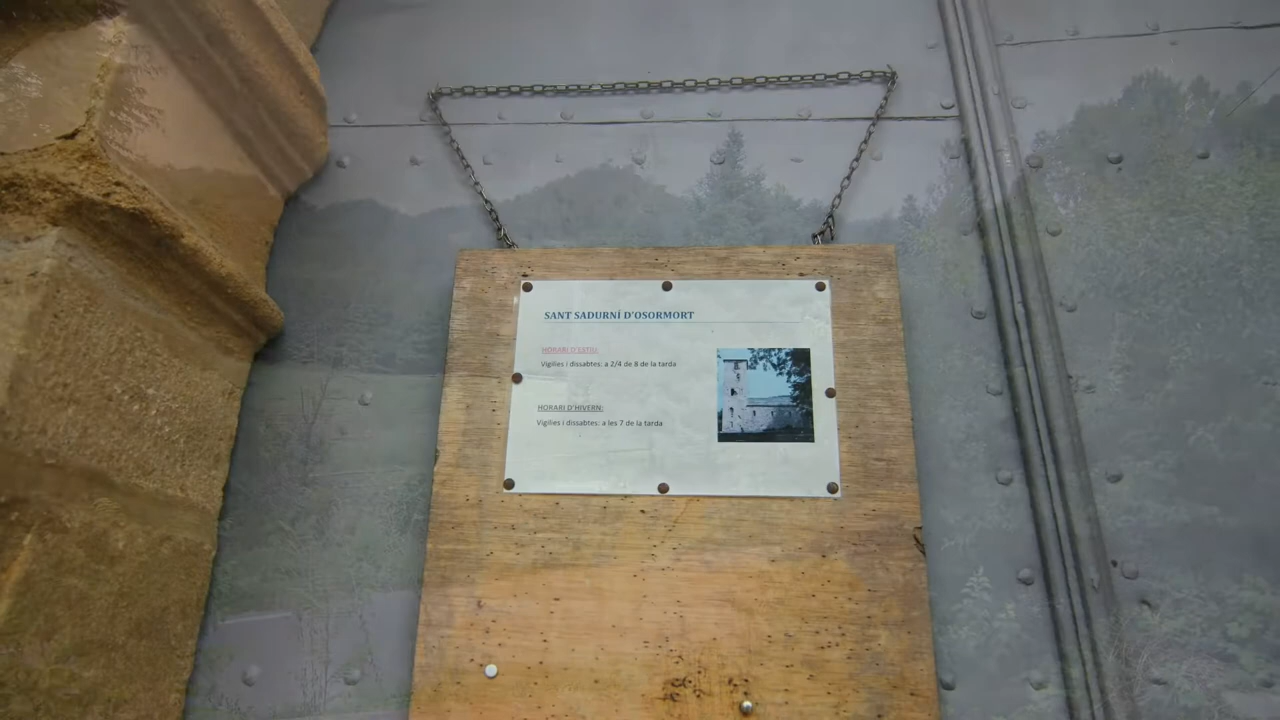 SANT SADURNÍ D'OSORMORT
HORARI D'ESTIU:
Vigílies i dissabtes: a 2/4 de 8 de la tarda
HORARI D'HIVERN:
Vigílies i dissabtes: a les 7 de la tarda